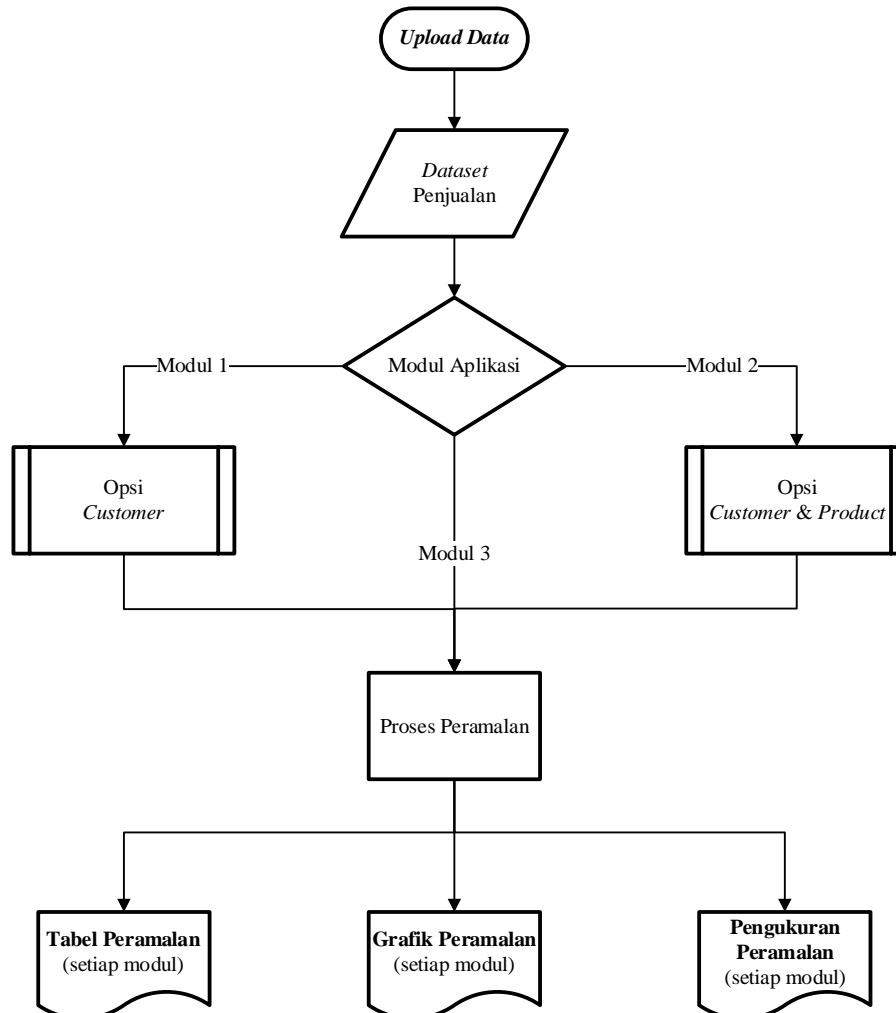 Upload Data
Dataset
Penjualan
Modul Aplikasi
Modul 1
Modul 2
Opsi
Customer
Opsi
Customer & Product
Modul 3
Proses Peramalan
Tabel Peramalan
(setiap modul)
Grafik Peramalan
(setiap modul)
Pengukuran
Peramalan
(setiap modul)